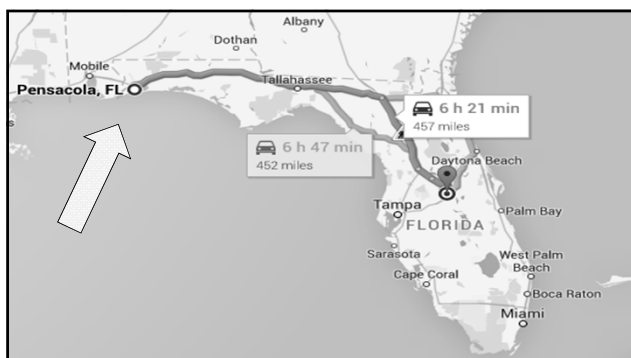 Albany
Dothan
Mobile
Tallahassee
Pensacola, FL
6 h 21 min
457 miles
6 h 47 min
452 miles
Daytona Beach
Tampa
FLORIDA
Palm Bay
Sarasota
West Palm
Beach
Cape Coral
Boca Raton
Miami